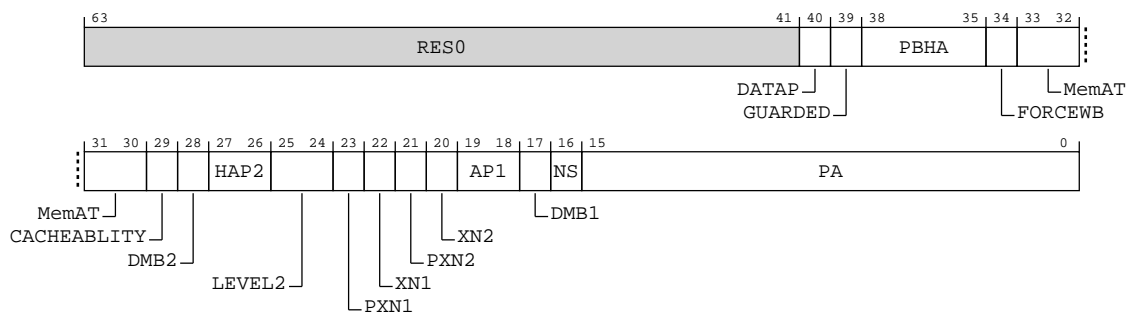 63 41 40 39 38 35 34 33 32
RES0 PBHA
DATAP MemAT
GUARDED FORCEWB
31 30 29 28 27 26 25 24 23 22 21 20 19 18 17 16 15 0
HAP2 AP1 NS PA
MemAT DMB1
CACHEABLITY XN2
DMB2 PXN2
LEVEL2 XN1
PXN1